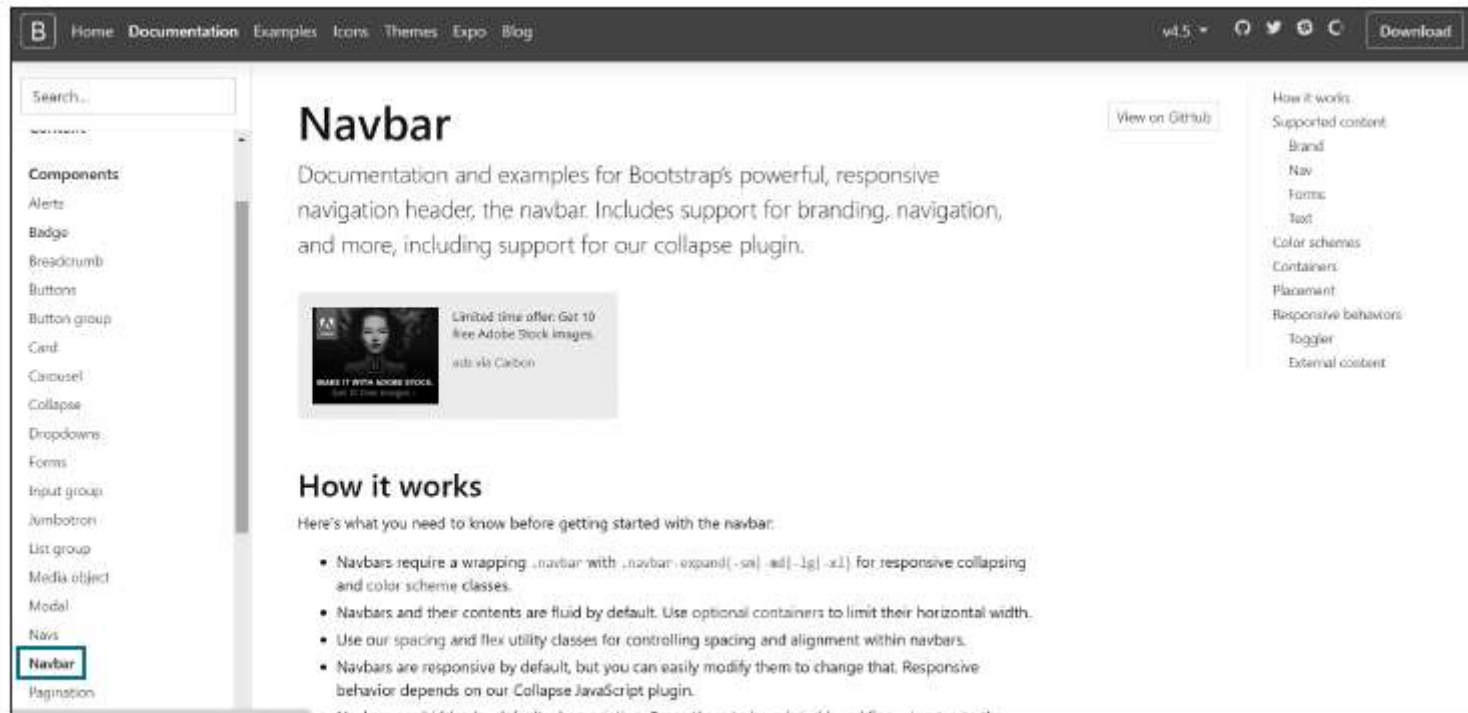 B Home Documentation Examples Icons Themes Expo Blog v4.5 Download
Search...
Components
Alerts
Badge
Breadcrumb
Buttons
Button group
Card
Carousel
Collapse
Dropdowns
Forms
Input group
Jumbotron
List group
Media object
Modal
Navs
Navbar
Pagination
Navbar
View on GitHub
Documentation and examples for Bootstrap's powerful, responsive
navigation header, the navbar. Includes support for branding, navigation,
and more, including support for our collapse plugin.
MAKE IT WITH ADOBE STOCK.
Get 10 free images
Limited time offer: Get 10
free Adobe Stock images.
ads via Carbon
How it works
Here's what you need to know before getting started with the navbar:
• Navbars require a wrapping .navbar with .navbar-expand{-sm|-md|-lg|-xl} for responsive collapsing
and color scheme classes.
• Navbars and their contents are fluid by default. Use optional containers to limit their horizontal width.
• Use our spacing and flex utility classes for controlling spacing and alignment within navbars.
• Navbars are responsive by default, but you can easily modify them to change that. Responsive
behavior depends on our Collapse JavaScript plugin.
How it works
Supported content
Brand
Nav
Forms
Text
Color schemes
Containers
Placement
Responsive behaviors
Toggler
External content